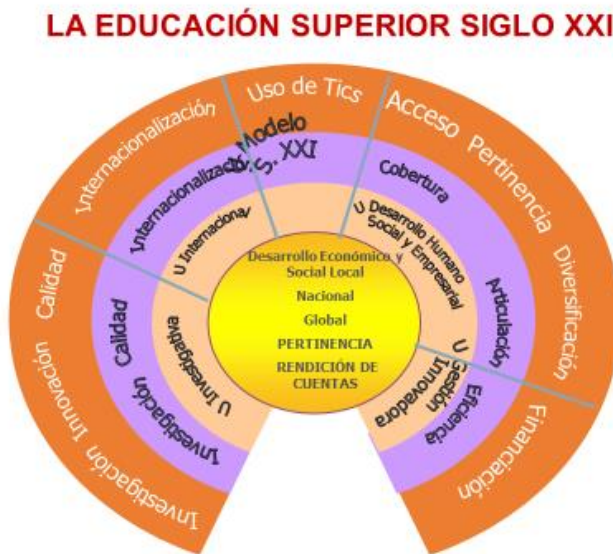 LA EDUCACIÓN SUPERIOR SIGLO XXI
Investigación Innovación Calidad
Internacionalización
Uso de Tics
Acceso Pertinencia Diversificación
Financiación
Investigación Calidad
Internacionalizació
U Modelo
S. XXI
Cobertura
Articulación
Eficiencia
U Investigativa
U Internacional
U Desarrollo Humano
Social y Empresarial
U Gestión
Innovadora
Desarrollo Económico y
Social Local
Nacional
Global
PERTINENCIA
RENDICIÓN DE
CUENTAS